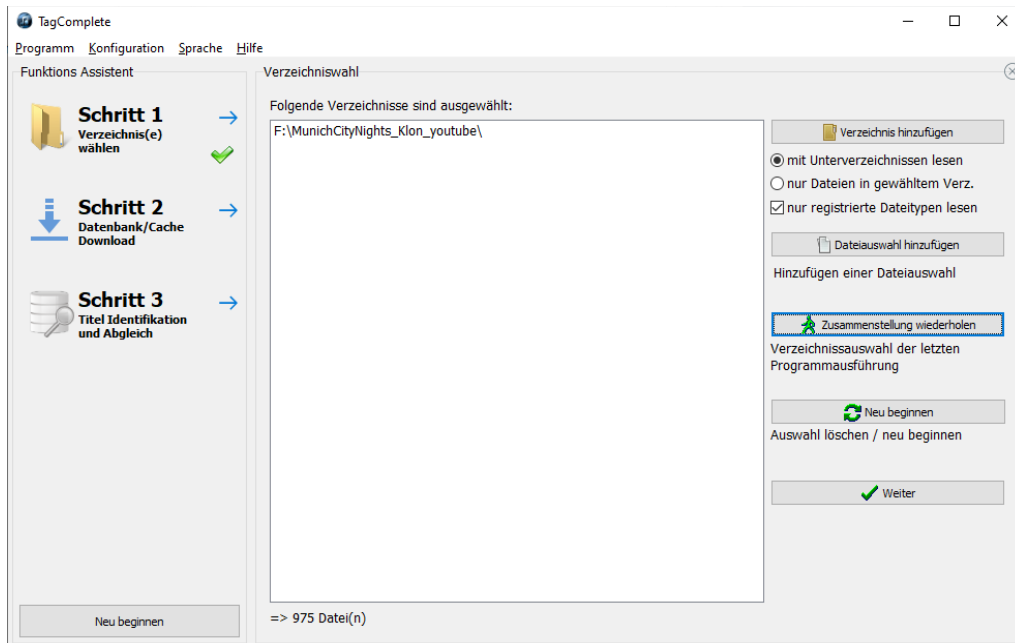 TagComplete
Programm Konfiguration Sprache Hilfe
Funktions Assistent
Schritt 1
Verzeichnis(e)
wählen
Schritt 2
Datenbank/Cache
Download
Schritt 3
Titel Identifikation
und Abgleich
Neu beginnen
Verzeichniswahl
Folgende Verzeichnisse sind ausgewählt:
F:\MunichCityNights_Klon_youtube\
=> 975 Datei(n)
Verzeichnis hinzufügen
mit Unterverzeichnissen lesen
nur Dateien in gewähltem Verz.
nur registrierte Dateitypen lesen
Dateiauswahl hinzufügen
Hinzufügen einer Dateiauswahl
Zusammenstellung wiederholen
Verzeichnissauswahl der letzten
Programmausführung
Neu beginnen
Auswahl löschen / neu beginnen
Weiter